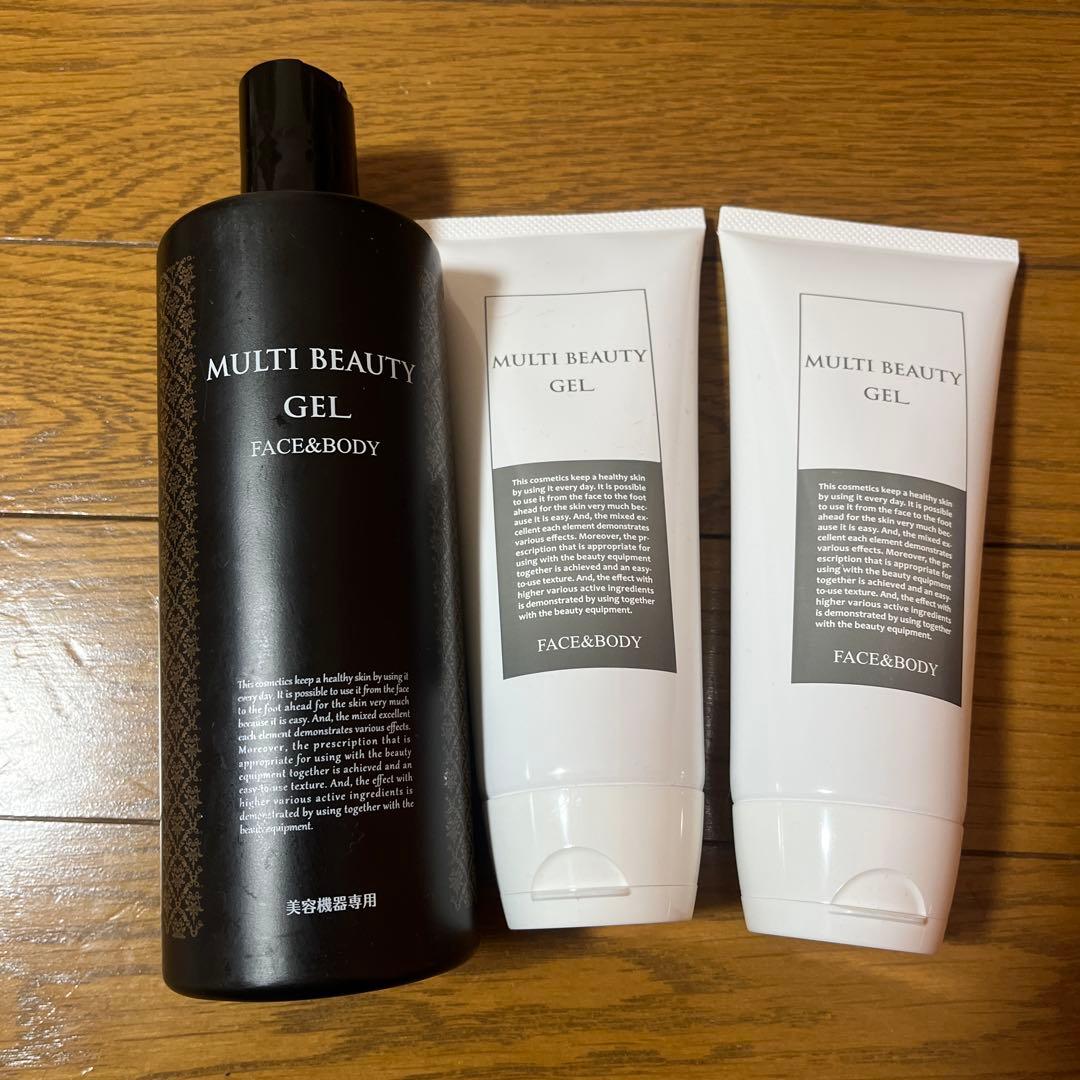 MULTI BEAUTY
GEL
FACE&BODY
This cosmetics keep a healthy skin by using it
every day. It is possible to use it from the face
to the foot ahead for the skin very much
because it is easy. And, the mixed excellent
each element demonstrates various effects.
Moreover, the prescription that is
appropriate for using with the beauty
equipment together is achieved and an
easy-to-use texture. And, the effect with
higher various active ingredients is
demonstrated by using together with the
beauty equipment.
美容機器専用
MULTI BEAUTY
GEL
This cosmetics keep a healthy skin
by using it every day. It is possible
to use it from the face to the foot
ahead for the skin very much bec-
ause it is easy. And, the mixed ex-
cellent each element demonstrates
various effects. Moreover, the pr-
escription that is appropriate for
using with the beauty equipment
together is achieved and an easy-
to-use texture. And, the effect with
higher various active ingredients
is demonstrated by using together
with the beauty equipment.
FACE&BODY
MULTI BEAUTY
GEL
This cosmetics keep a healthy skin
by using it every day. It is possible
to use it from the face to the foot
ahead for the skin very much bec-
ause it is easy. And, the mixed ex-
cellent each element demonstrates
various effects. Moreover, the pr-
escription that is appropriate for
using with the beauty equipment
together is achieved and an easy-
to-use texture. And, the effect with
higher various active ingredients
is demonstrated by using together
with the beauty equipment.
FACE&BODY